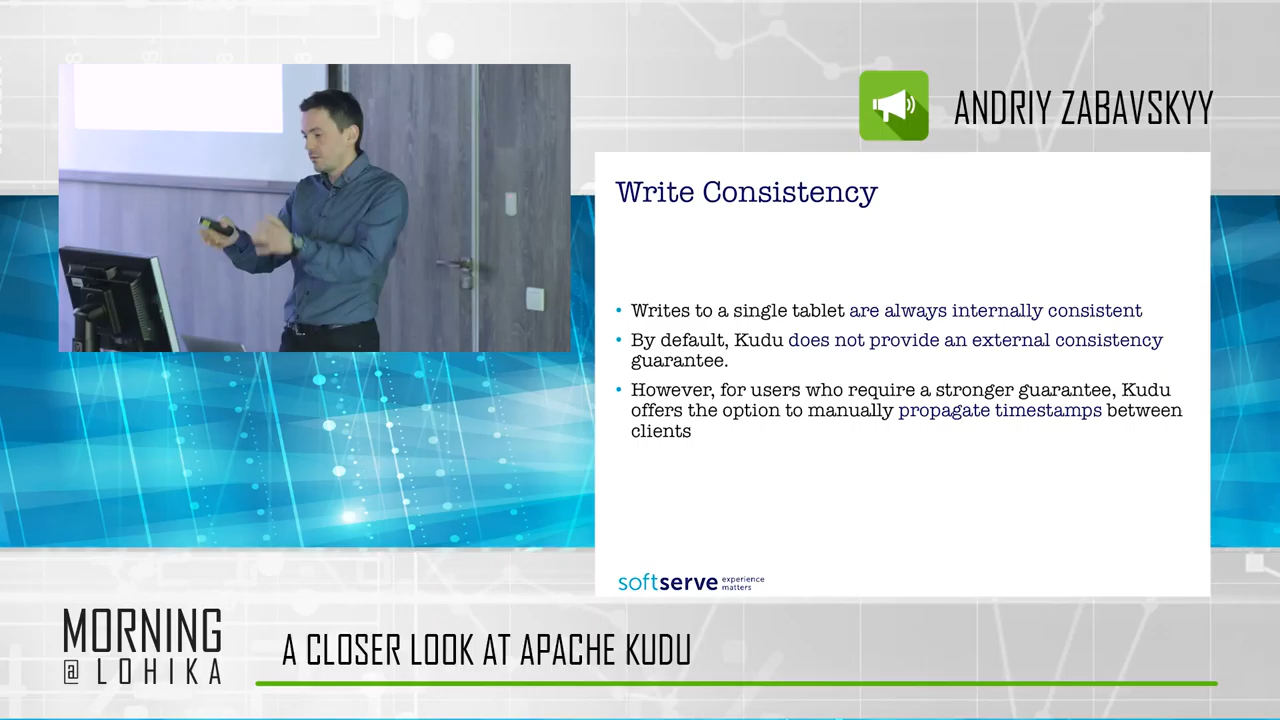 ANDRIY ZABAVSKYY
Write Consistency
• Writes to a single tablet are always internally consistent
• By default, Kudu does not provide an external consistency
guarantee.
• However, for users who require a stronger guarantee, Kudu
offers the option to manually propagate timestamps between
clients
softserve experience
matters
MORNING
@ LOHIKA
A CLOSER LOOK AT APACHE KUDU